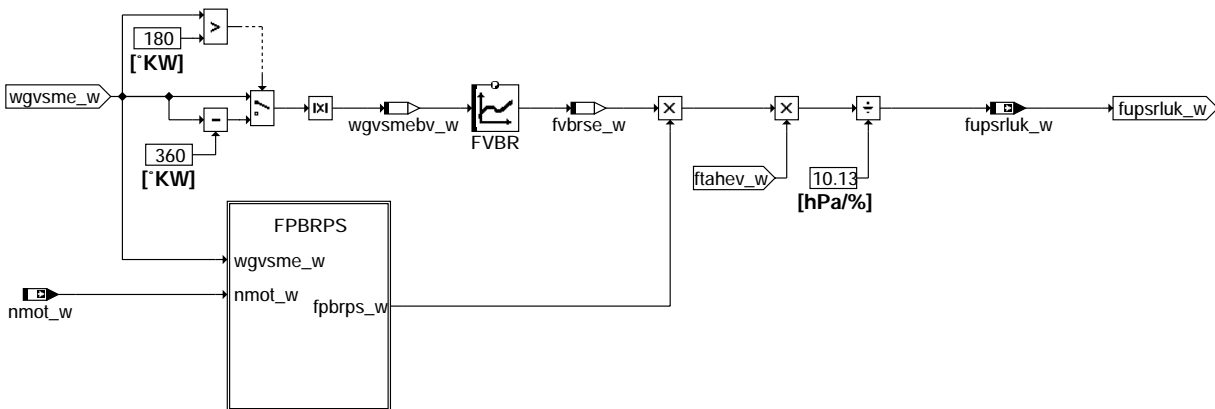 >
180
[°KW]
wgvsme_w
-
360
[°KW]
|x|
wgvsmebv_w
FVBR
fvbrse_w
×
×
÷
ftahev_w
10.13
[hPa/%]
fupsrluk_w
fupsrluk_w
FPBRPS
wgvsme_w
nmot_w
fpbrps_w
nmot_w